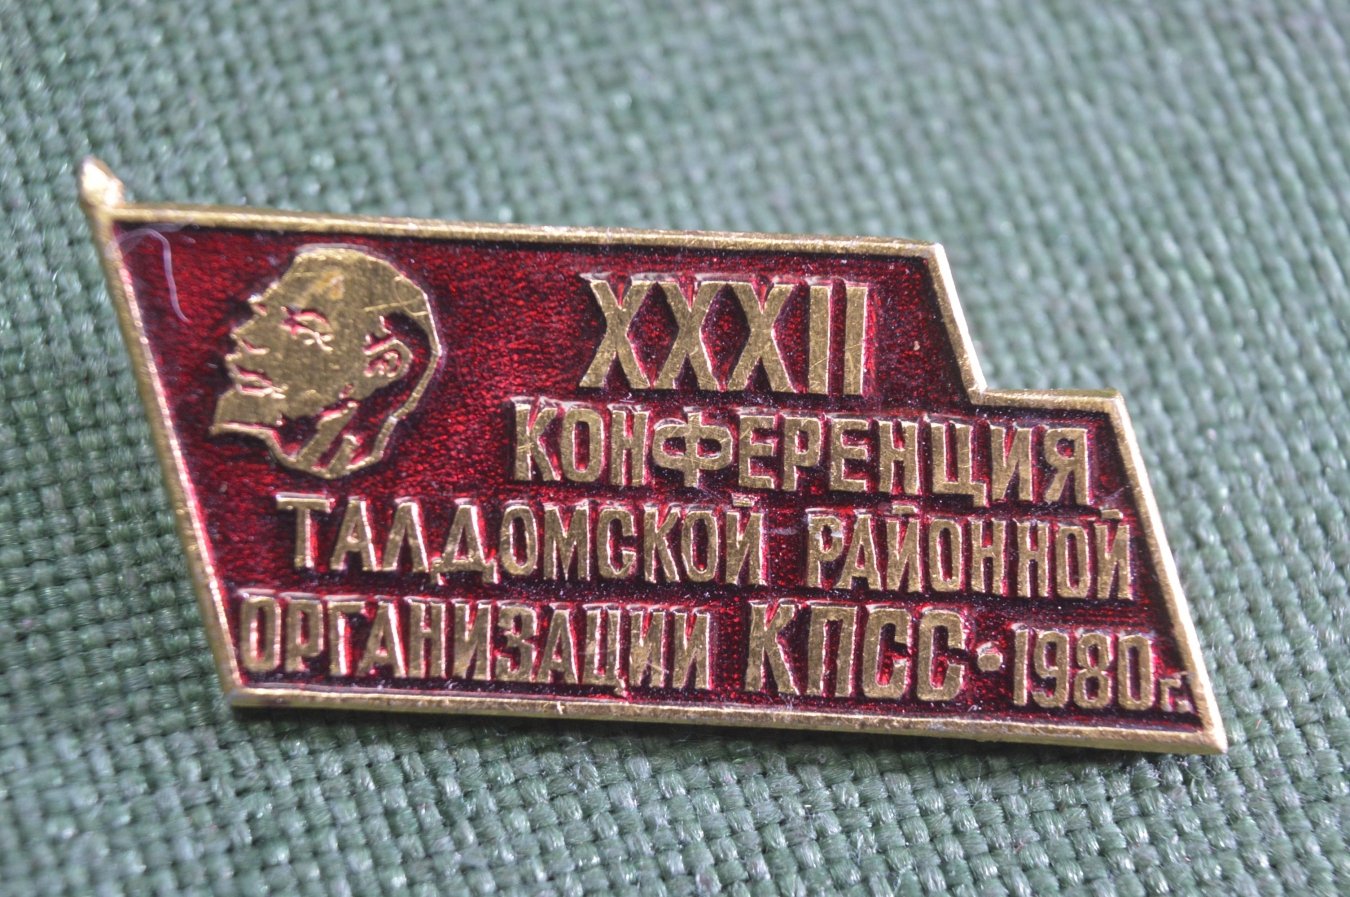 XXXII
КОНФЕРЕНЦИЯ
ТАЛДОМСКОЙ РАЙОННОЙ
ОРГАНИЗАЦИИ КПСС·1980г.